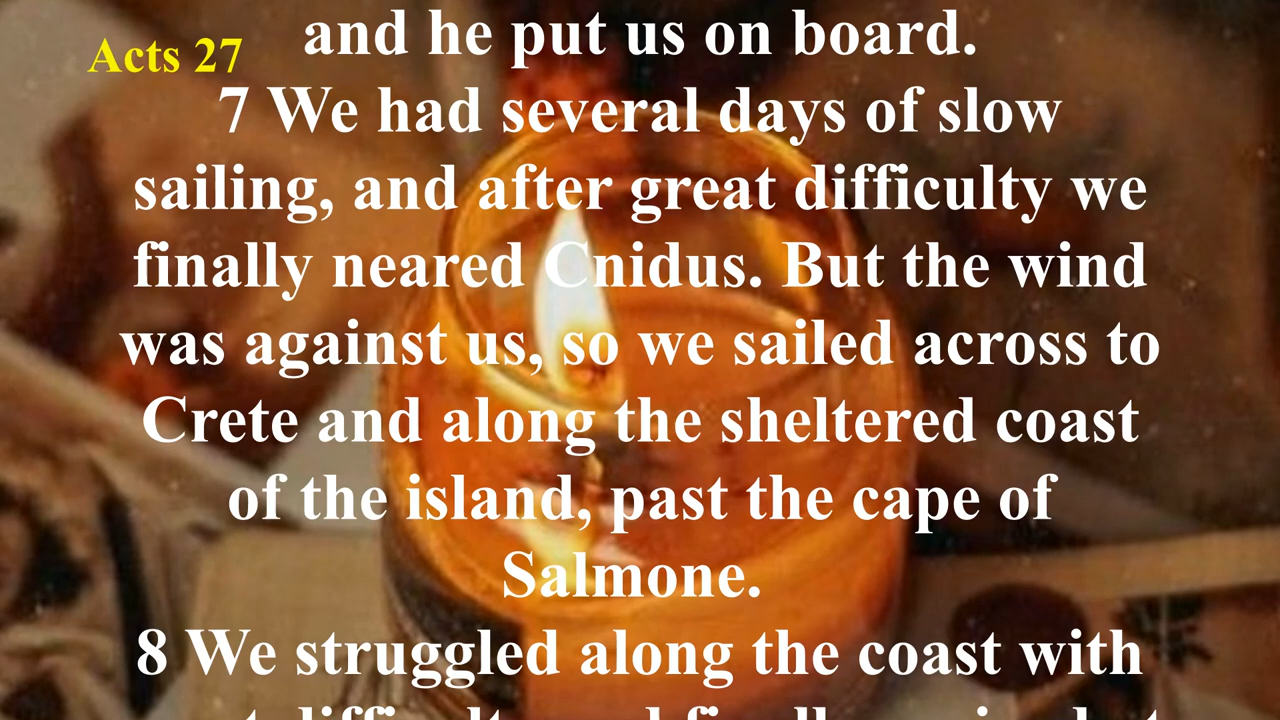 Acts 27
and he put us on board.
7 We had several days of slow
sailing, and after great difficulty we
finally neared Cnidus. But the wind
was against us, so we sailed across to
Crete and along the sheltered coast
of the island, past the cape of
Salmone.
8 We struggled along the coast with